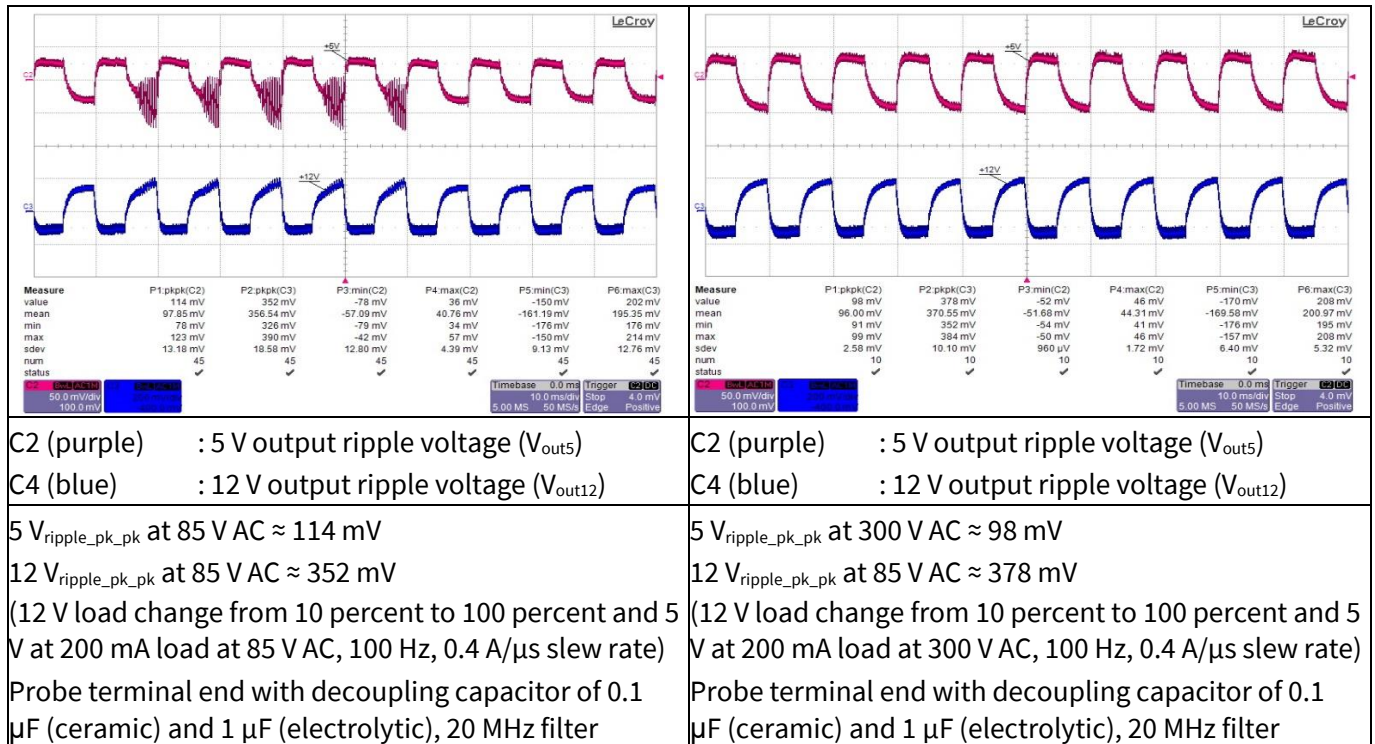 LeCroy
+5V
C2
+12V
C3
Measure P1:pkpk(C2) P2:pkpk(C3) P3:min(C2) P4:max(C2) P5:min(C3) P6:max(C3)
value 114 mV 352 mV -78 mV 36 mV -150 mV 202 mV
mean 97.85 mV 356.54 mV -57.09 mV 40.76 mV -161.19 mV 195.35 mV
min 78 mV 326 mV -79 mV 34 mV -176 mV 176 mV
max 123 mV 390 mV -42 mV 57 mV -150 mV 214 mV
sdev 13.18 mV 18.58 mV 12.80 mV 4.39 mV 9.13 mV 12.76 mV
num 45 45 45 45 45 45
status ✓ ✓ ✓ ✓ ✓ ✓
C2 Timebase 0.0 ms Trigger C2 DC
50.0 mV/div 10.0 ms/div Stop 4.0 mV
100.0 mV 5.00 MS 50 MS/s Edge Positive
LeCroy
+5V
C2
+12V
C3
Measure P1:pkpk(C2) P2:pkpk(C3) P3:min(C2) P4:max(C2) P5:min(C3) P6:max(C3)
value 98 mV 378 mV -52 mV 46 mV -170 mV 208 mV
mean 96.00 mV 370.55 mV -51.68 mV 44.31 mV -169.58 mV 200.97 mV
min 91 mV 352 mV -54 mV 41 mV -176 mV 195 mV
max 99 mV 384 mV -50 mV 46 mV -157 mV 208 mV
sdev 2.58 mV 10.10 mV 960 µV 1.72 mV 6.40 mV 5.32 mV
num 10 10 10 10 10 10
status ✓ ✓ ✓ ✓ ✓ ✓
C2 Timebase 0.0 ms Trigger C2 DC
50.0 mV/div 10.0 ms/div Stop 4.0 mV
100.0 mV 5.00 MS 50 MS/s Edge Positive
C2 (purple) : 5 V output ripple voltage (Vout5)
C4 (blue) : 12 V output ripple voltage (Vout12)
C2 (purple) : 5 V output ripple voltage (Vout5)
C4 (blue) : 12 V output ripple voltage (Vout12)
5 Vripple_pk_pk at 85 V AC ≈ 114 mV
12 Vripple_pk_pk at 85 V AC ≈ 352 mV
(12 V load change from 10 percent to 100 percent and 5
V at 200 mA load at 85 V AC, 100 Hz, 0.4 A/µs slew rate)
Probe terminal end with decoupling capacitor of 0.1
µF (ceramic) and 1 µF (electrolytic), 20 MHz filter
5 Vripple_pk_pk at 300 V AC ≈ 98 mV
12 Vripple_pk_pk at 85 V AC ≈ 378 mV
(12 V load change from 10 percent to 100 percent and 5
V at 200 mA load at 300 V AC, 100 Hz, 0.4 A/µs slew rate)
Probe terminal end with decoupling capacitor of 0.1
µF (ceramic) and 1 µF (electrolytic), 20 MHz filter